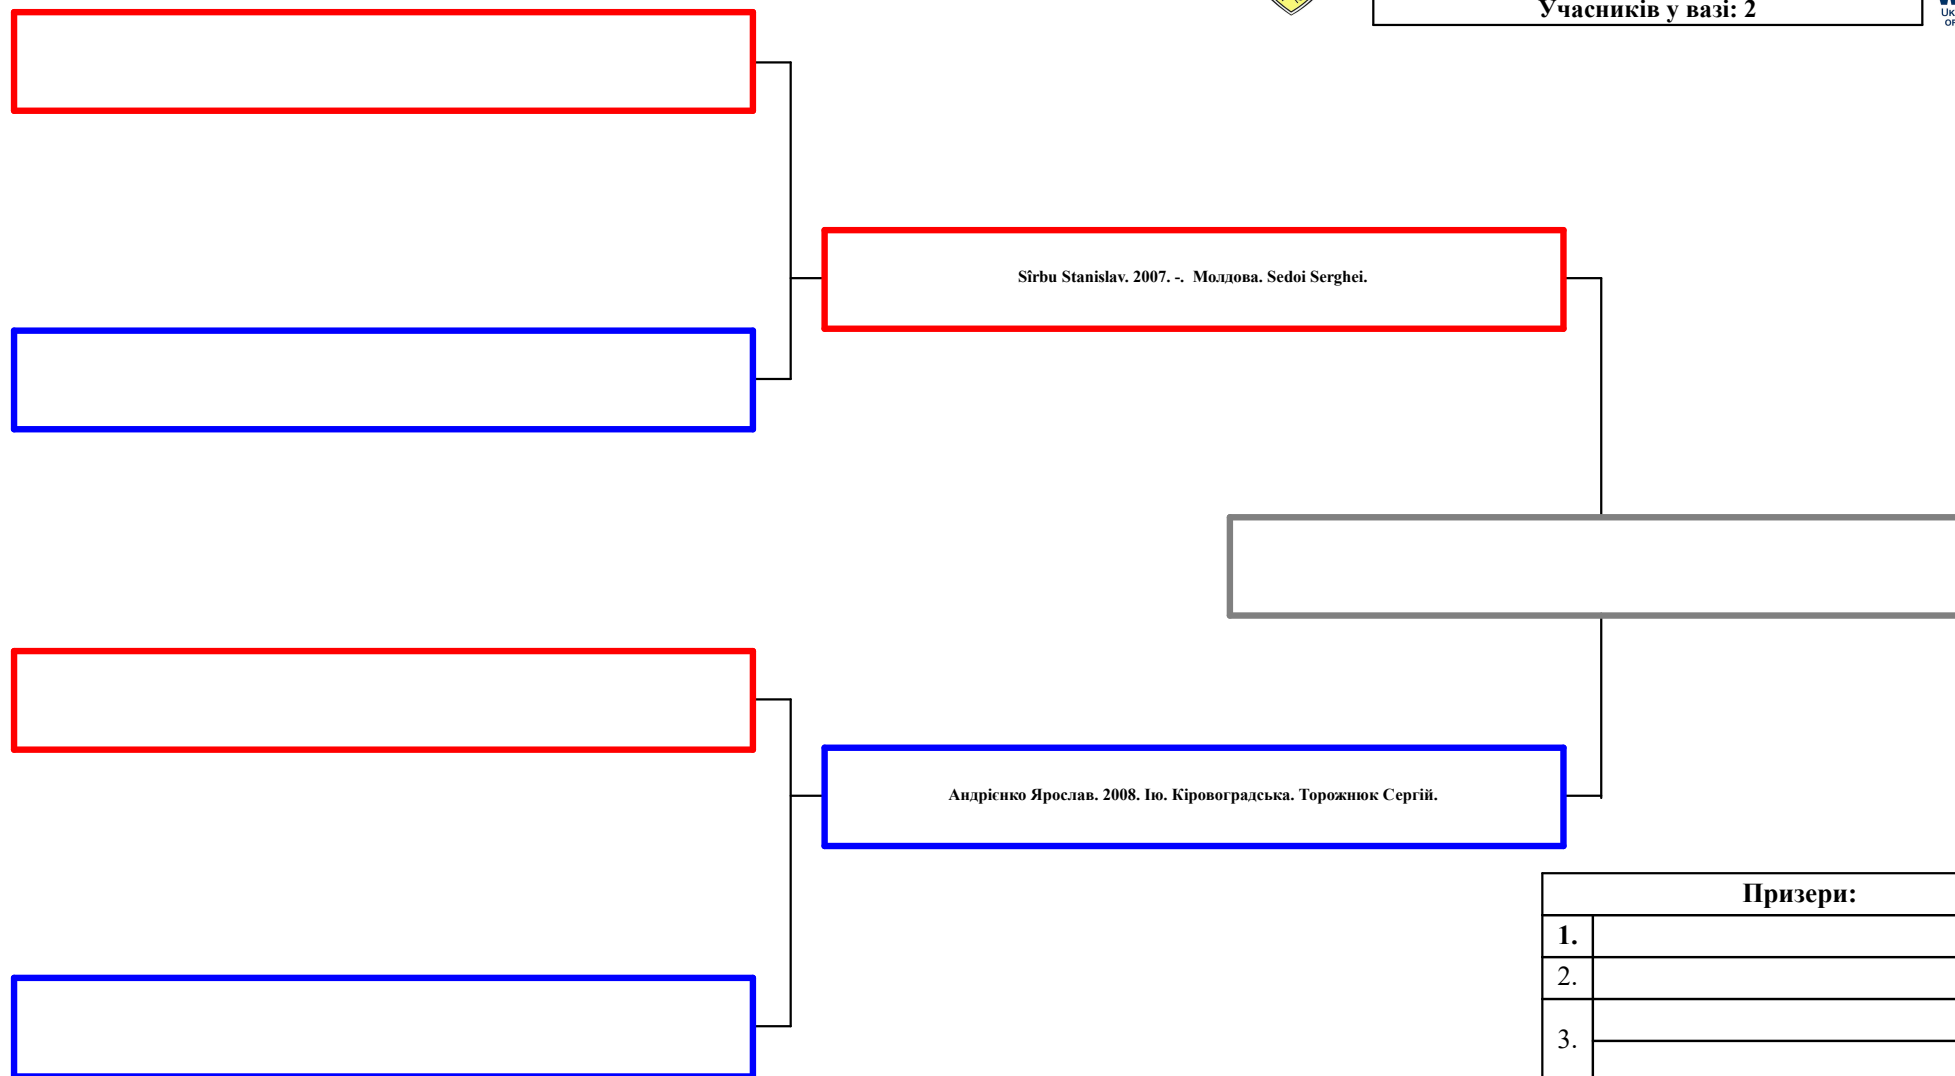 Учасників у вазі: 2
Sîrbu Stanislav. 2007. -. Молдова. Sedoi Serghei.
Андрієнко Ярослав. 2008. Iю. Кіровоградська. Торожнюк Сергій.
Призери:
1.
2.
3.